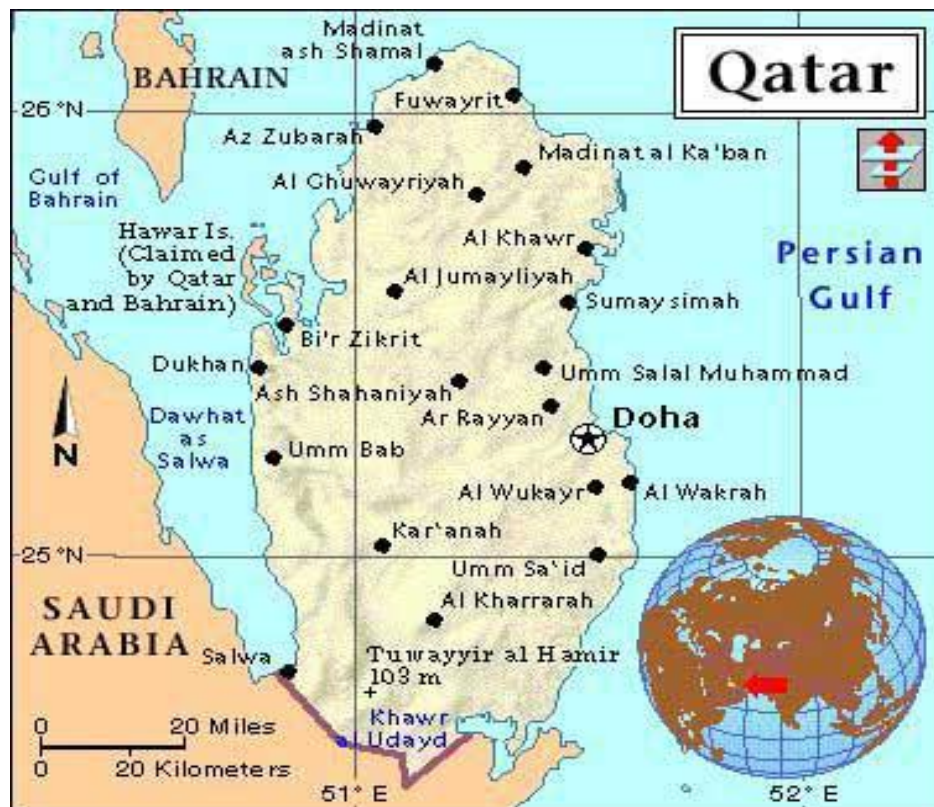 Madinat
ash Shamal
Qatar
BAHRAIN
26 °N
Fuwayrit
Az Zubarah
Madinat al Ka'ban
Gulf of
Bahrain
Al Ghuwayriyah
Hawar Is.
(Claimed
by Qatar
and Bahrain)
Al Khawr
Persian
Gulf
Al Jumayliyah
Sumaysimah
Bi'r Zikrit
Dukhan
Umm Salal Muhammad
Ash Shahaniyah
Ar Rayyan
Doha
Dawhat
as
Salwa
N
Umm Bab
Al Wukayr
Al Wakrah
Kar'anah
25 °N
Umm Sa'id
SAUDI
ARABIA
Al Kharrarah
Salwa
Tuwayyir al Hamir
103 m
Khawr
al Udayd
0 20 Miles
0 20 Kilometers
51° E
52° E